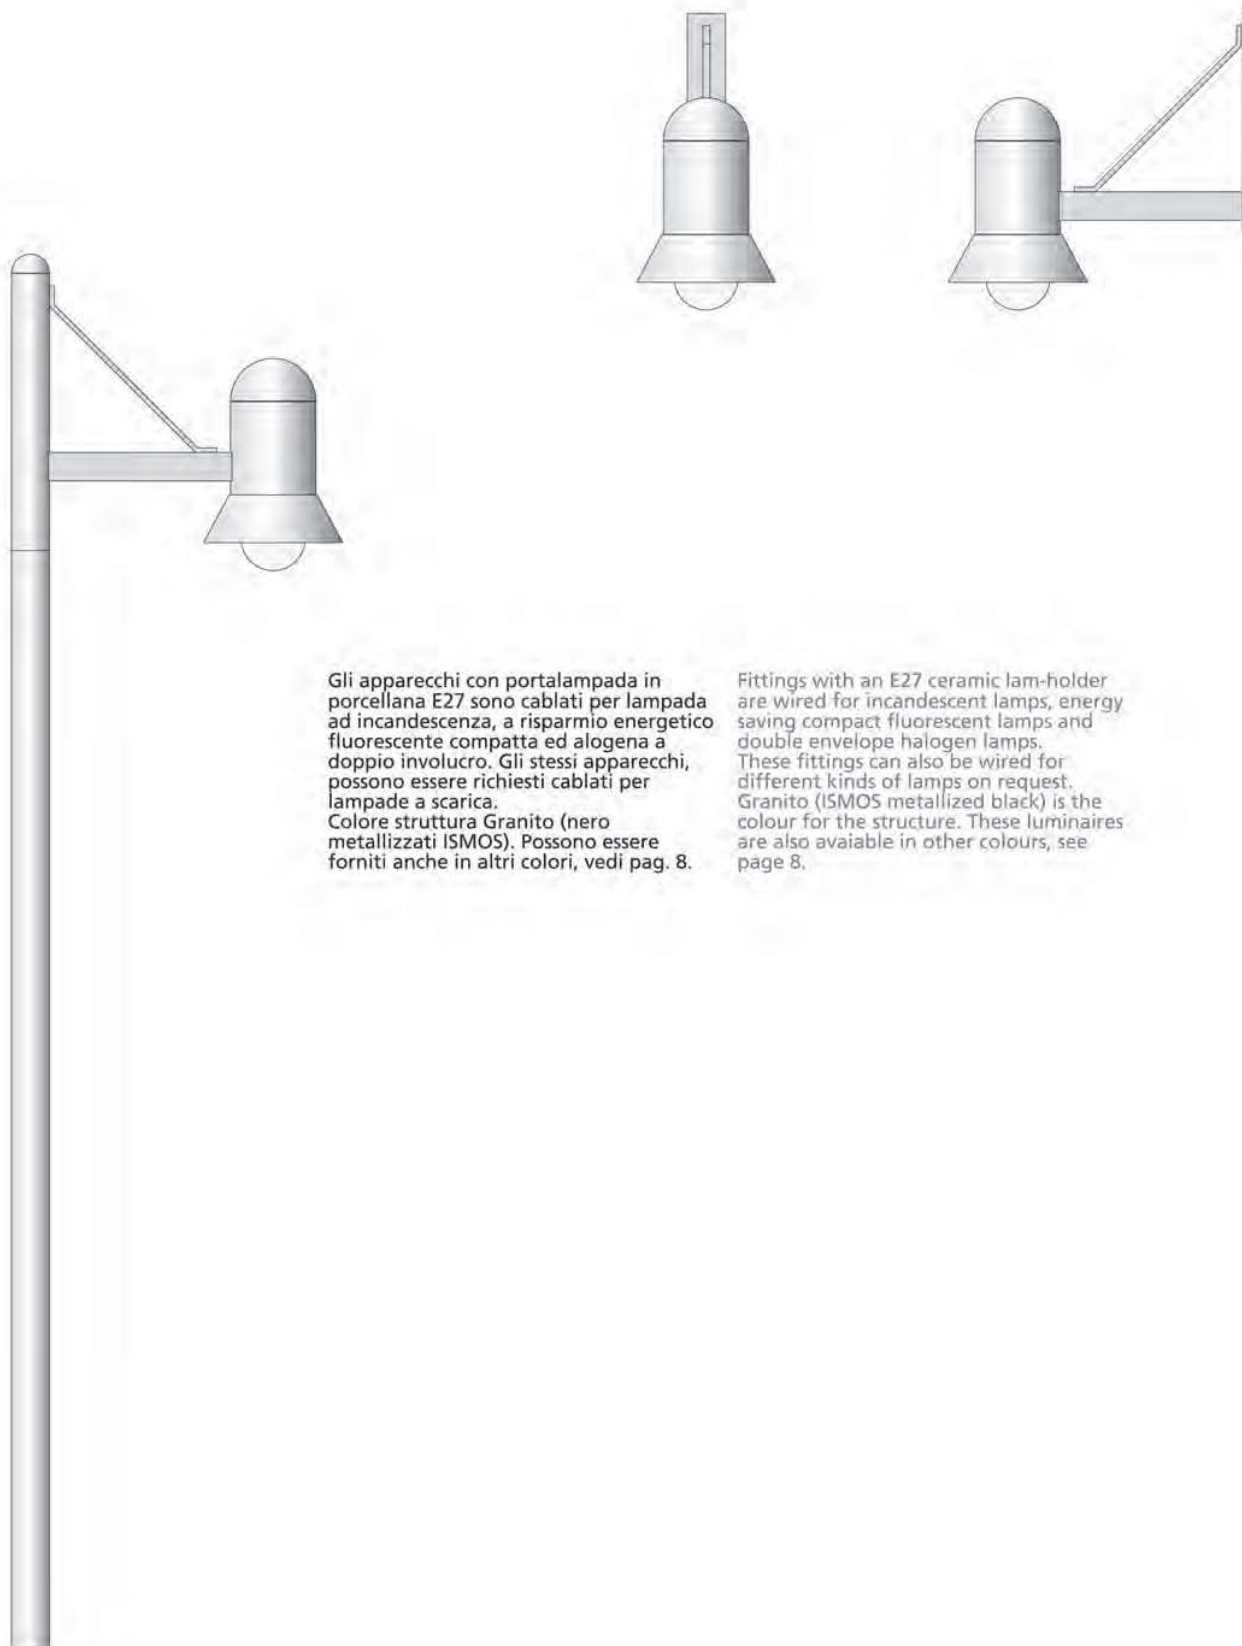 Gli apparecchi con portalampada in
porcellana E27 sono cablati per lampada
ad incandescenza, a risparmio energetico
fluorescente compatta ed alogena a
doppio involucro. Gli stessi apparecchi,
possono essere richiesti cablati per
lampade a scarica.
Colore struttura Granito (nero
metallizzati ISMOS). Possono essere
forniti anche in altri colori, vedi pag. 8.
Fittings with an E27 ceramic lam-holder
are wired for incandescent lamps, energy
saving compact fluorescent lamps and
double envelope halogen lamps.
These fittings can also be wired for
different kinds of lamps on request.
Granito (ISMOS metallized black) is the
colour for the structure. These luminaires
are also avaiable in other colours, see
page 8.